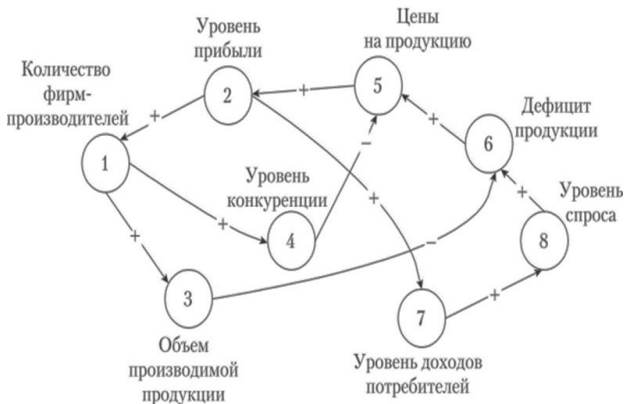 Уровень
прибыли
Цены
на продукцию
Количество
фирм-
производителей
Дефицит
продукции
Уровень
конкуренции
Уровень
спроса
Объем
производимой
продукции
Уровень доходов
потребителей
1
2
3
4
5
6
7
8
+
+
+
+
+
+
+
+
−
−